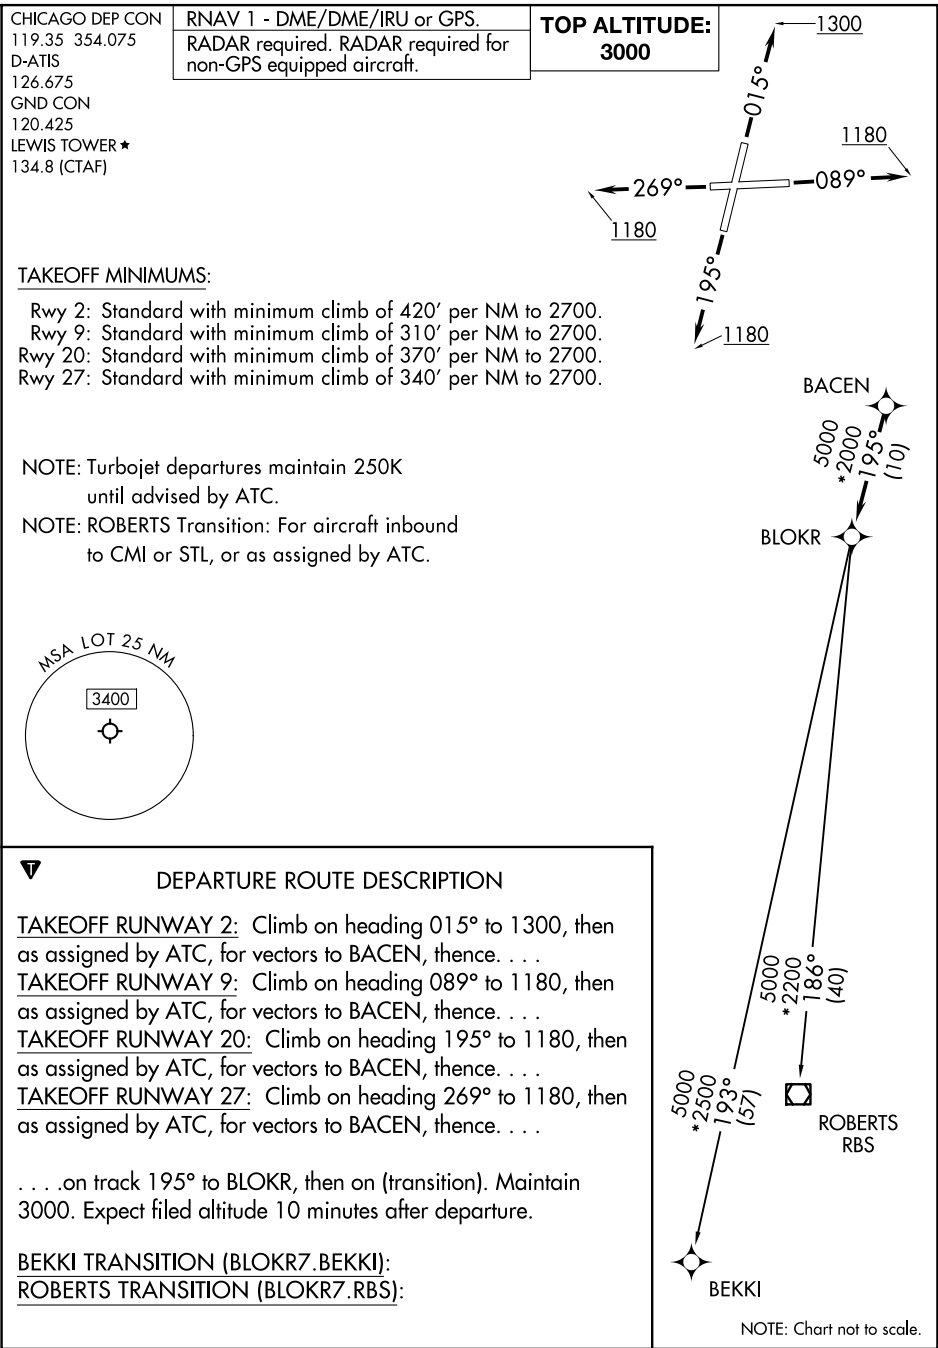 CHICAGO DEP CON
119.35 354.075
D-ATIS
126.675
GND CON
120.425
LEWIS TOWER★
134.8 (CTAF)
RNAV 1 - DME/DME/IRU or GPS.
RADAR required. RADAR required for
non-GPS equipped aircraft.
TOP ALTITUDE:
3000
1300
015°
1180
089°
269°
1180
195°
1180
TAKEOFF MINIMUMS:
Rwy 2: Standard with minimum climb of 420' per NM to 2700.
Rwy 9: Standard with minimum climb of 310' per NM to 2700.
Rwy 20: Standard with minimum climb of 370' per NM to 2700.
Rwy 27: Standard with minimum climb of 340' per NM to 2700.
BACEN
5000
*2000
195°
(10)
BLOKR
NOTE: Turbojet departures maintain 250K
until advised by ATC.
NOTE: ROBERTS Transition: For aircraft inbound
to CMI or STL, or as assigned by ATC.
MSA LOT 25 NM
3400
5000
*2200
186°
(40)
5000
*2500
193°
(57)
ROBERTS
RBS
BEKKI
T
DEPARTURE ROUTE DESCRIPTION
TAKEOFF RUNWAY 2: Climb on heading 015° to 1300, then
as assigned by ATC, for vectors to BACEN, thence. . . .
TAKEOFF RUNWAY 9: Climb on heading 089° to 1180, then
as assigned by ATC, for vectors to BACEN, thence. . . .
TAKEOFF RUNWAY 20: Climb on heading 195° to 1180, then
as assigned by ATC, for vectors to BACEN, thence. . . .
TAKEOFF RUNWAY 27: Climb on heading 269° to 1180, then
as assigned by ATC, for vectors to BACEN, thence. . . .
. . . .on track 195° to BLOKR, then on (transition). Maintain
3000. Expect filed altitude 10 minutes after departure.
BEKKI TRANSITION (BLOKR7.BEKKI):
ROBERTS TRANSITION (BLOKR7.RBS):
NOTE: Chart not to scale.